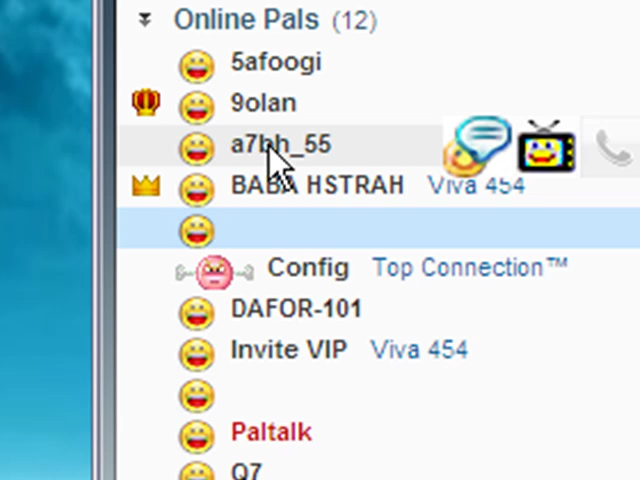 Online Pals (12)
5afoogi
9olan
a7bh_55
BABA HSTRAH Viva 454
Config Top Connection™
DAFOR-101
Invite VIP Viva 454
Paltalk
Q7